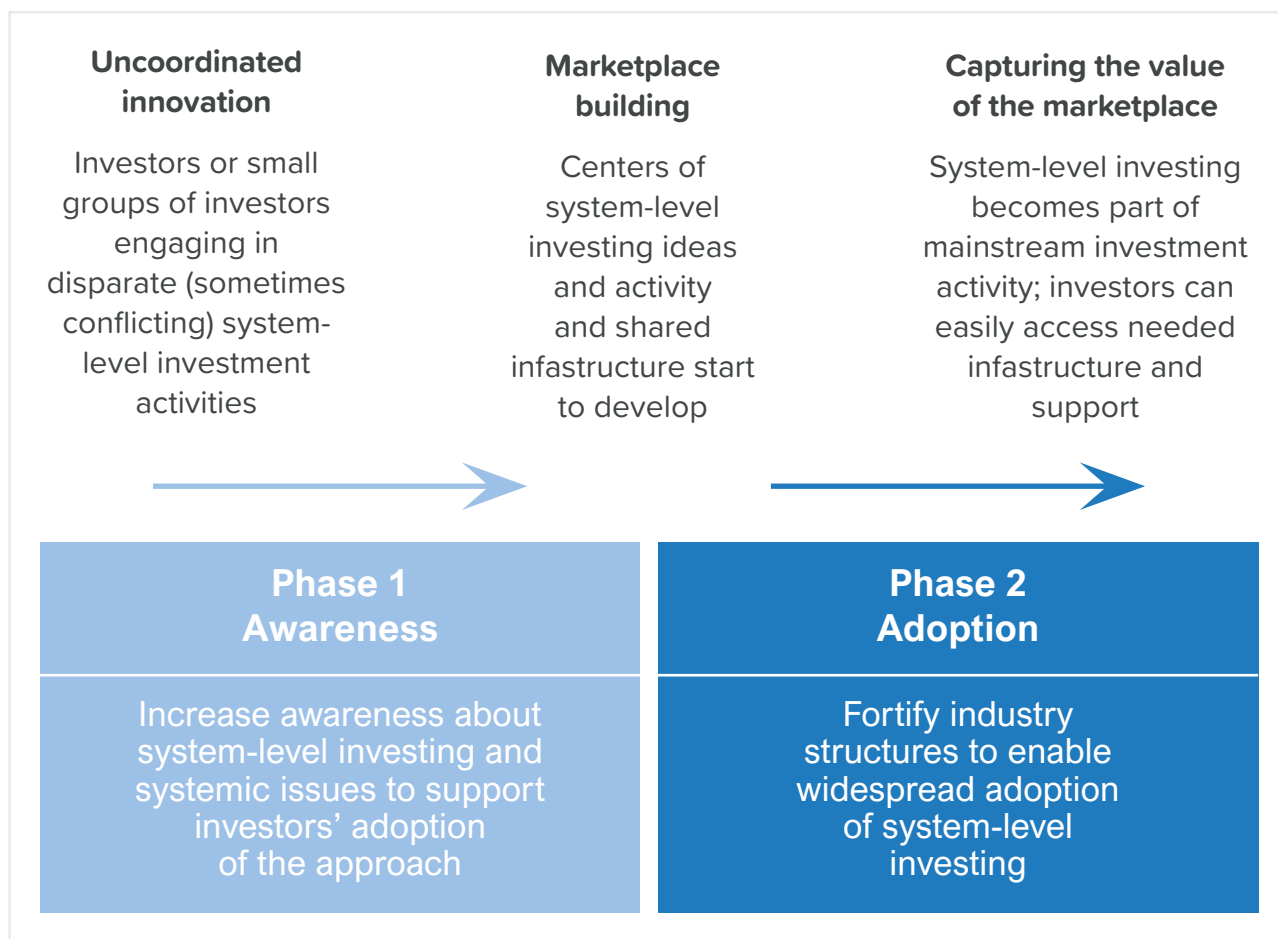 Uncoordinated
innovation
Investors or small
groups of investors
engaging in
disparate (sometimes
conflicting) system-
level investment
activities
Marketplace
building
Centers of
system-level
investing ideas
and activity
and shared
infastructure start
to develop
Capturing the value
of the marketplace
System-level investing
becomes part of
mainstream investment
activity; investors can
easily access needed
infastructure and
support
Phase 1
Awareness
Increase awareness about
system-level investing and
systemic issues to support
investors’ adoption
of the approach
Phase 2
Adoption
Fortify industry
structures to enable
widespread adoption
of system-level
investing